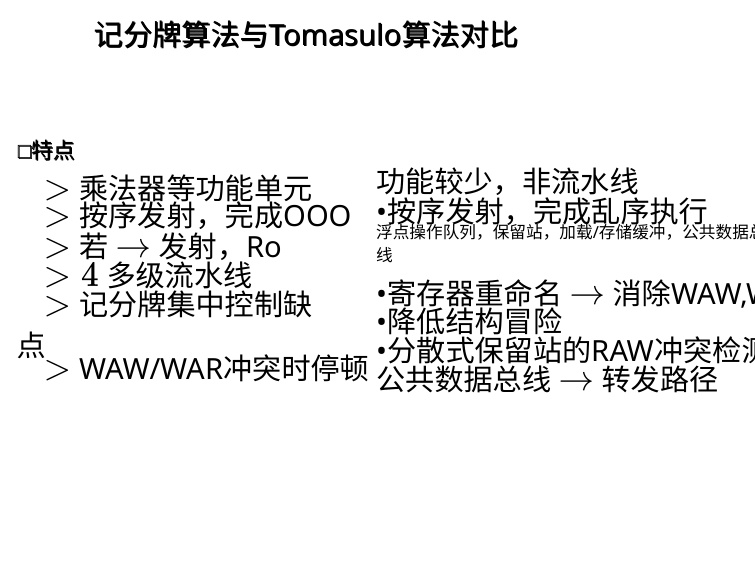 记分牌算法与Tomasulo算法对比
□特点
> 乘法器等功能单元
> 按序发射，完成OOO
> 若 → 发射，Ro
> 4 多级流水线
> 记分牌集中控制缺
点
> WAW/WAR冲突时停顿
功能较少，非流水线
•按序发射，完成乱序执行
浮点操作队列，保留站，加载/存储缓冲，公共数据总
线
•寄存器重命名 → 消除WAW,
•降低结构冒险
•分散式保留站的RAW冲突检测
公共数据总线 → 转发路径